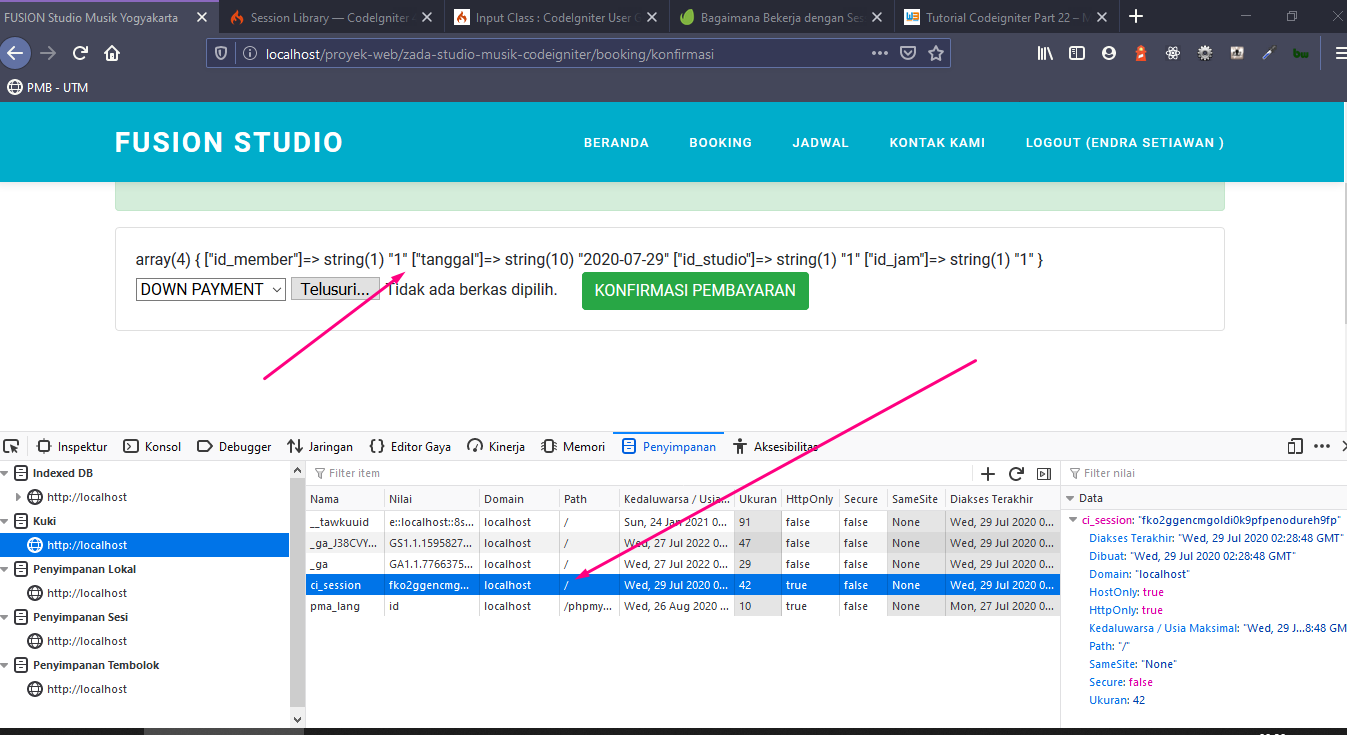 FUSION Studio Musik Yogyakarta
Session Library — CodeIgniter
Input Class : CodeIgniter User
Bagaimana Bekerja dengan Ses
Tutorial Codeigniter Part 22 –
localhost/proyek-web/zada-studio-musik-codeigniter/booking/konfirmasi
PMB - UTM
FUSION STUDIO BERANDA BOOKING JADWAL KONTAK KAMI LOGOUT (ENDRA SETIAWAN )
array(4) { ["id_member"]=> string(1) "1" ["tanggal"]=> string(10) "2020-07-29" ["id_studio"]=> string(1) "1" ["id_jam"]=> string(1) "1" }
DOWN PAYMENT Telusuri... Tidak ada berkas dipilih. KONFIRMASI PEMBAYARAN
Inspektur Konsol Debugger Jaringan Editor Gaya Kinerja Memori Penyimpanan Aksesibilitas
Indexed DB
http://localhost
Kuki
http://localhost
Penyimpanan Lokal
http://localhost
Penyimpanan Sesi
http://localhost
Penyimpanan Tembolok
http://localhost
Filter item
Nama Nilai Domain Path Kedaluwarsa / Usia... Ukuran HttpOnly Secure SameSite Diakses Terakhir
__tawkuuid e::localhost::8s... localhost / Sun, 24 Jan 2021 0... 91 false false None Wed, 29 Jul 2020 0...
_ga_J38CVY... GS1.1.1595827... localhost / Wed, 27 Jul 2022 0... 47 false false None Wed, 29 Jul 2020 0...
_ga GA1.1.7766375... localhost / Wed, 27 Jul 2022 0... 29 false false None Wed, 29 Jul 2020 0...
ci_session fko2ggencmg... localhost / Wed, 29 Jul 2020 0... 42 true false None Wed, 29 Jul 2020 0...
pma_lang id localhost /phpmy... Wed, 26 Aug 2020 ... 10 true false None Mon, 27 Jul 2020 0...
Filter nilai
Data
ci_session: "fko2ggencmgoldi0k9pfpenodureh9fp"
Diakses Terakhir: "Wed, 29 Jul 2020 02:28:48 GMT"
Dibuat: "Wed, 29 Jul 2020 02:28:48 GMT"
Domain: "localhost"
HostOnly: true
HttpOnly: true
Kedaluwarsa / Usia Maksimal: "Wed, 29 J...8:48 GM
Path: "/"
SameSite: "None"
Secure: false
Ukuran: 42